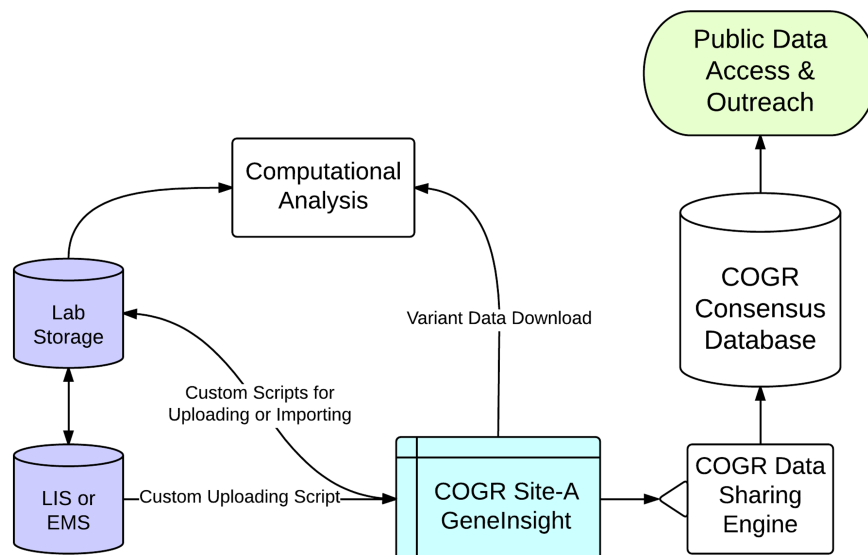 Public Data
Access &
Outreach
Computational
Analysis
COGR
Consensus
Database
Lab
Storage
Variant Data Download
Custom Scripts for
Uploading or Importing
LIS or
EMS
Custom Uploading Script
COGR Site-A
GeneInsight
COGR Data
Sharing
Engine